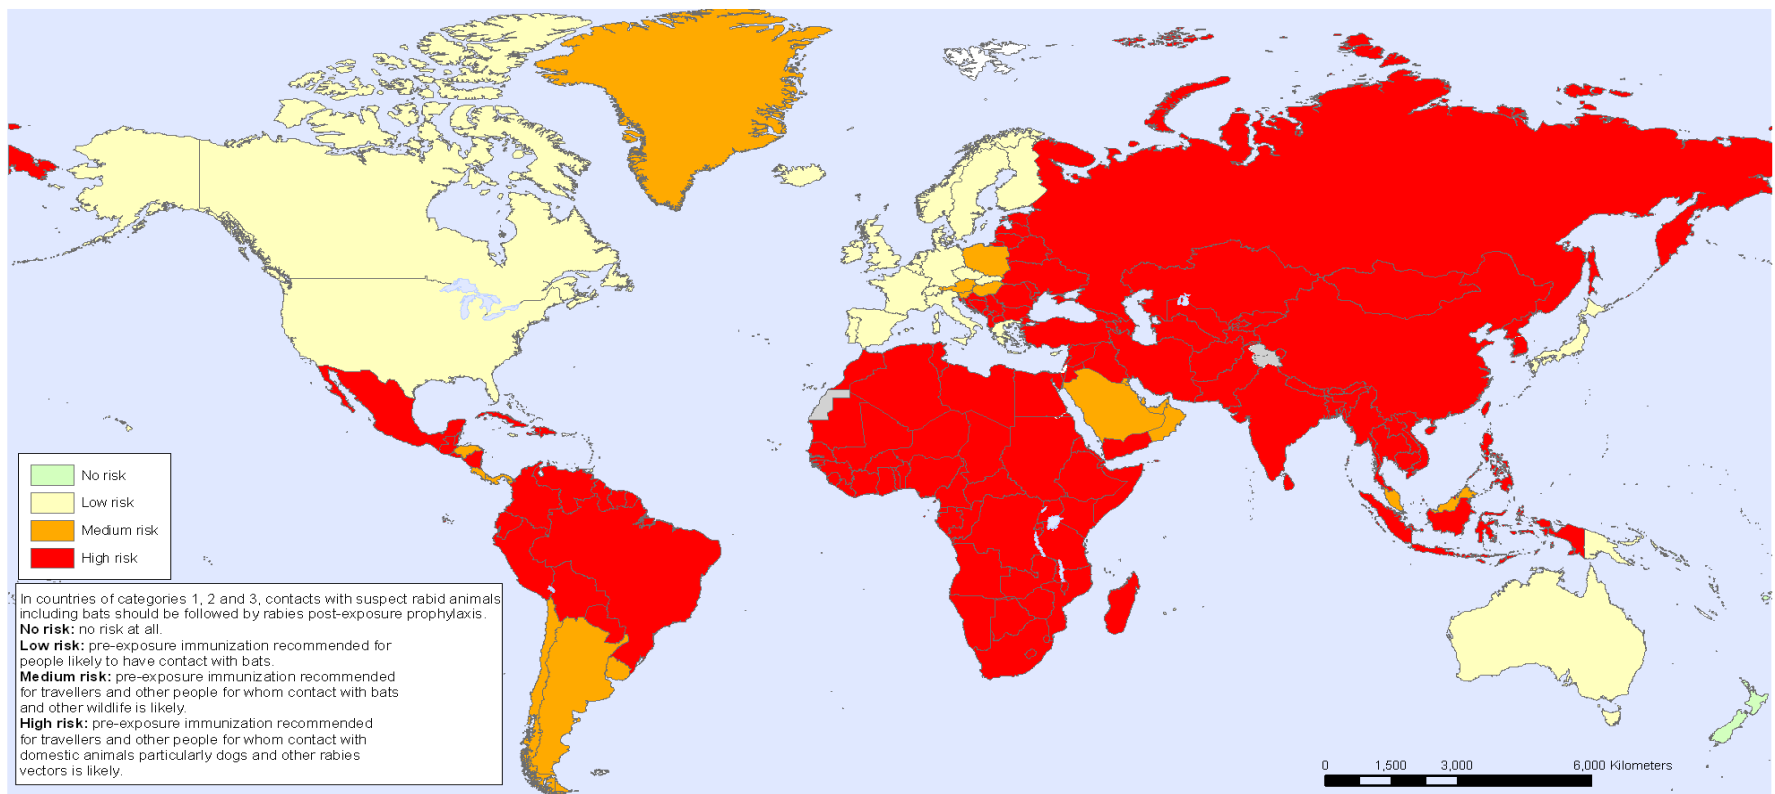 No risk
Low risk
Medium risk
High risk
In countries of categories 1, 2 and 3, contacts with suspect rabid animals
including bats should be followed by rabies post-exposure prophylaxis.
No risk: no risk at all.
Low risk: pre-exposure immunization recommended for
people likely to have contact with bats.
Medium risk: pre-exposure immunization recommended
for travellers and other people for whom contact with bats
and other wildlife is likely.
High risk: pre-exposure immunization recommended
for travellers and other people for whom contact with
domestic animals particularly dogs and other rabies
vectors is likely.
0 1,500 3,000 6,000 Kilometers